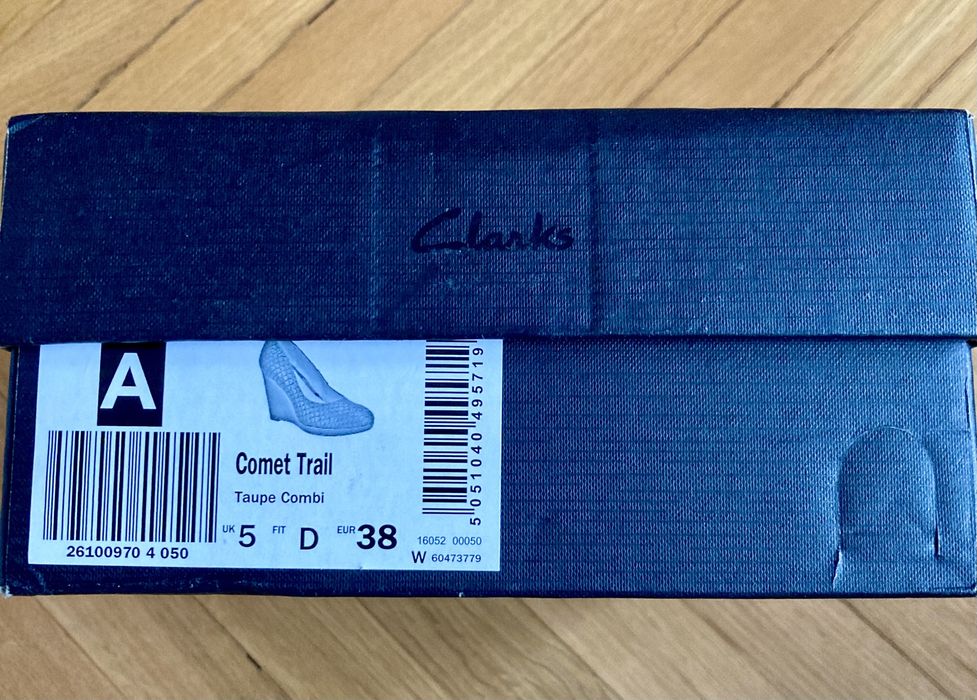 Clarks
A
Comet Trail
Taupe Combi
UK 5 FIT D EUR 38
26100970 4 050
5 051040 495719
16052 00050
W 60473779